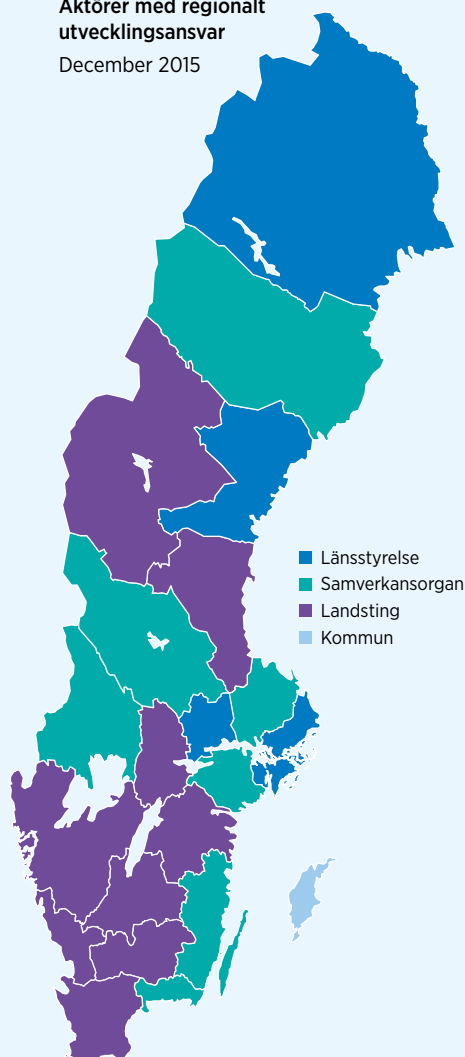 Aktörer med regionalt
utvecklingsansvar
December 2015
Länsstyrelse
Samverkansorgan
Landsting
Kommun